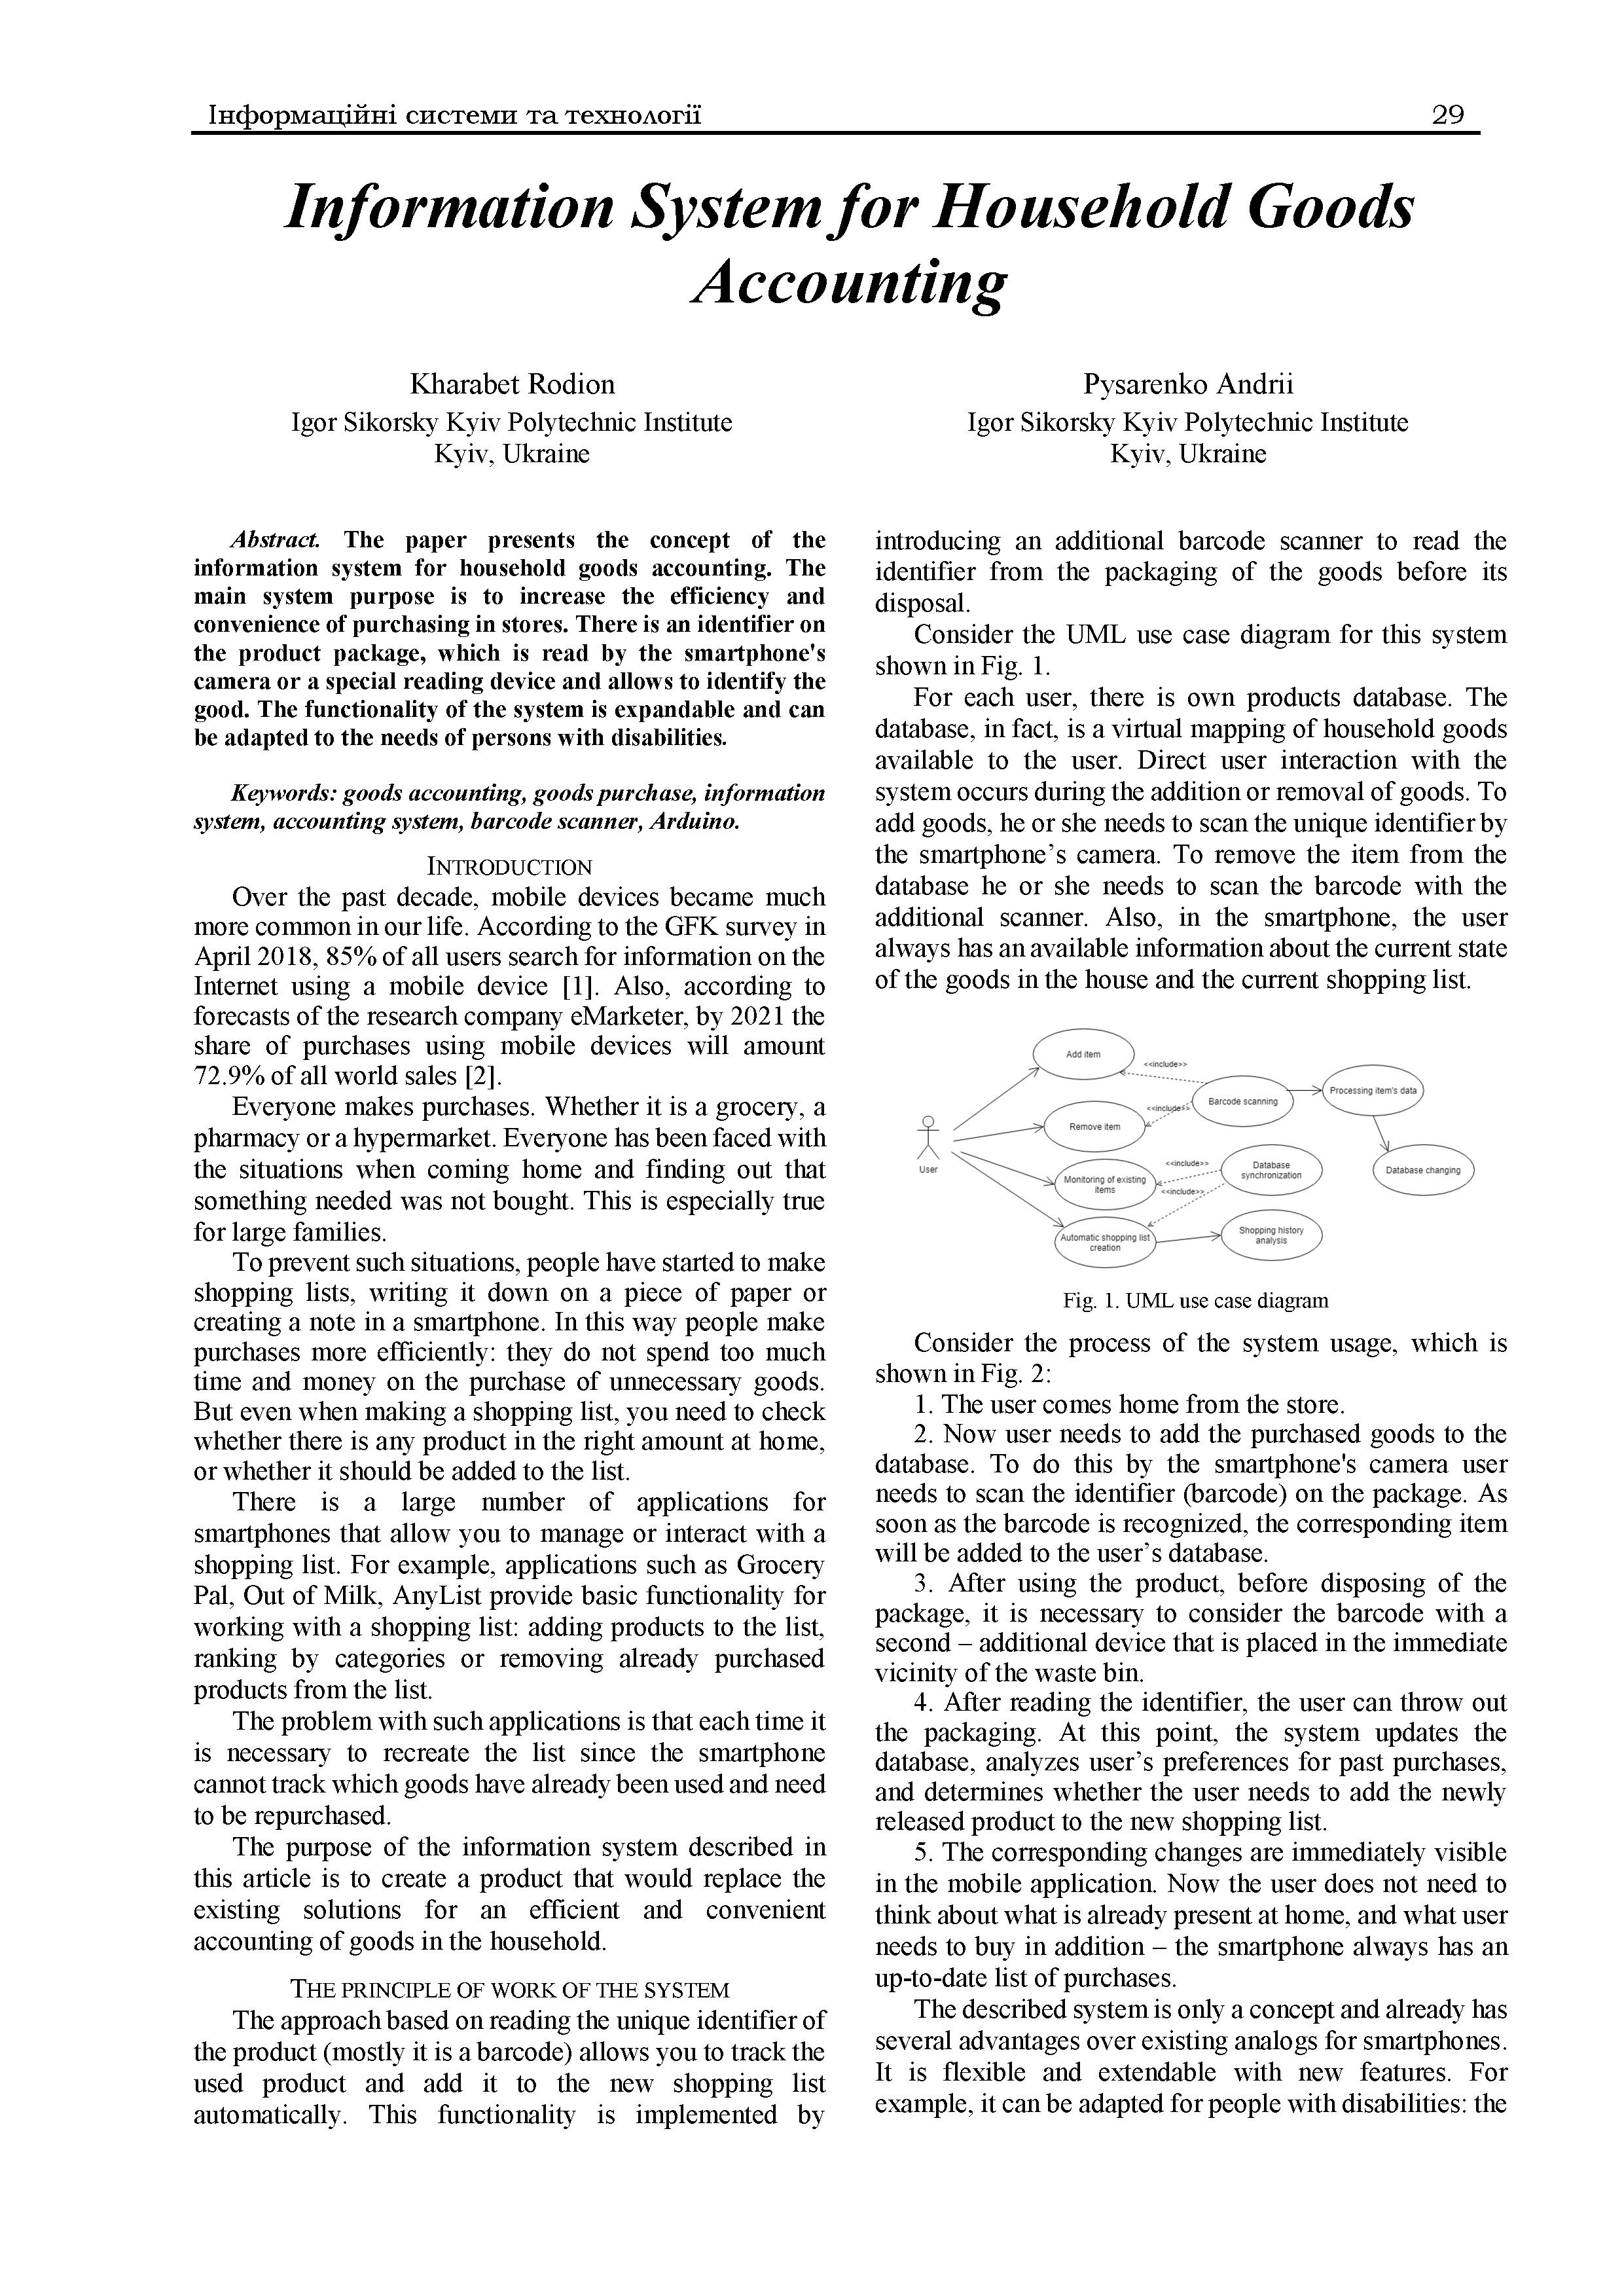 Інформаційні системи та технології 29
Information System for Household Goods
Accounting
Kharabet Rodion
Igor Sikorsky Kyiv Polytechnic Institute
Kyiv, Ukraine
Pysarenko Andrii
Igor Sikorsky Kyiv Polytechnic Institute
Kyiv, Ukraine
Abstract. The paper presents the concept of the
information system for household goods accounting. The
main system purpose is to increase the efficiency and
convenience of purchasing in stores. There is an identifier on
the product package, which is read by the smartphone's
camera or a special reading device and allows to identify the
good. The functionality of the system is expandable and can
be adapted to the needs of persons with disabilities.
Keywords: goods accounting, goods purchase, information
system, accounting system, barcode scanner, Arduino.
INTRODUCTION
Over the past decade, mobile devices became much
more common in our life. According to the GFK survey in
April 2018, 85% of all users search for information on the
Internet using a mobile device [1]. Also, according to
forecasts of the research company eMarketer, by 2021 the
share of purchases using mobile devices will amount
72.9% of all world sales [2].
Everyone makes purchases. Whether it is a grocery, a
pharmacy or a hypermarket. Everyone has been faced with
the situations when coming home and finding out that
something needed was not bought. This is especially true
for large families.
To prevent such situations, people have started to make
shopping lists, writing it down on a piece of paper or
creating a note in a smartphone. In this way people make
purchases more efficiently: they do not spend too much
time and money on the purchase of unnecessary goods.
But even when making a shopping list, you need to check
whether there is any product in the right amount at home,
or whether it should be added to the list.
There is a large number of applications for
smartphones that allow you to manage or interact with a
shopping list. For example, applications such as Grocery
Pal, Out of Milk, AnyList provide basic functionality for
working with a shopping list: adding products to the list,
ranking by categories or removing already purchased
products from the list.
The problem with such applications is that each time it
is necessary to recreate the list since the smartphone
cannot track which goods have already been used and need
to be repurchased.
The purpose of the information system described in
this article is to create a product that would replace the
existing solutions for an efficient and convenient
accounting of goods in the household.
THE PRINCIPLE OF WORK OF THE SYSTEM
The approach based on reading the unique identifier of
the product (mostly it is a barcode) allows you to track the
used product and add it to the new shopping list
automatically. This functionality is implemented by
introducing an additional barcode scanner to read the
identifier from the packaging of the goods before its
disposal.
Consider the UML use case diagram for this system
shown in Fig. 1.
For each user, there is own products database. The
database, in fact, is a virtual mapping of household goods
available to the user. Direct user interaction with the
system occurs during the addition or removal of goods. To
add goods, he or she needs to scan the unique identifier by
the smartphone’s camera. To remove the item from the
database he or she needs to scan the barcode with the
additional scanner. Also, in the smartphone, the user
always has an available information about the current state
of the goods in the house and the current shopping list.
Add item
<<include>>
Processing item's data
Barcode scanning
<<include>>
Remove item
User
<<include>>
Database
synchronization
Database changing
Monitoring of existing
items
<<include>>
Automatic shopping list
creation
Shopping history
analysis
Fig. 1. UML use case diagram
Consider the process of the system usage, which is
shown in Fig. 2:
1. The user comes home from the store.
2. Now user needs to add the purchased goods to the
database. To do this by the smartphone's camera user
needs to scan the identifier (barcode) on the package. As
soon as the barcode is recognized, the corresponding item
will be added to the user’s database.
3. After using the product, before disposing of the
package, it is necessary to consider the barcode with a
second – additional device that is placed in the immediate
vicinity of the waste bin.
4. After reading the identifier, the user can throw out
the packaging. At this point, the system updates the
database, analyzes user’s preferences for past purchases,
and determines whether the user needs to add the newly
released product to the new shopping list.
5. The corresponding changes are immediately visible
in the mobile application. Now the user does not need to
think about what is already present at home, and what user
needs to buy in addition – the smartphone always has an
up-to-date list of purchases.
The described system is only a concept and already has
several advantages over existing analogs for smartphones.
It is flexible and extendable with new features. For
example, it can be adapted for people with disabilities: the